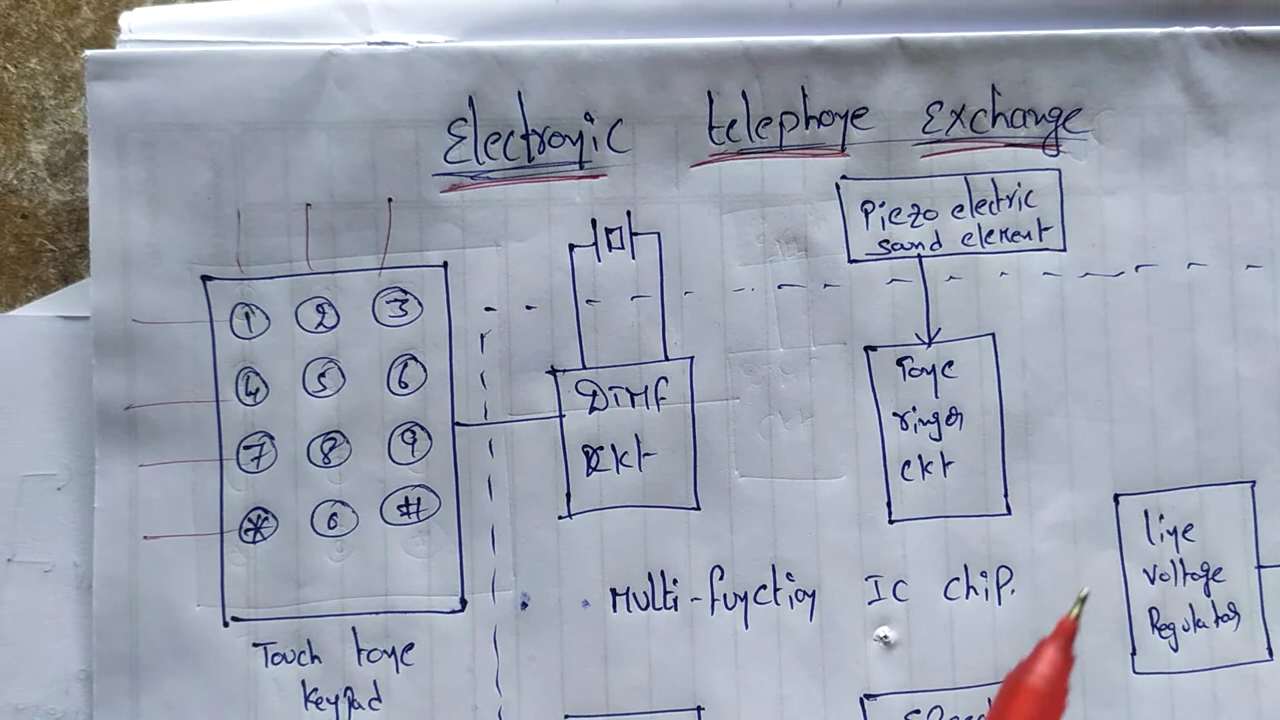 Electronic telephone Exchange
Piezo electric
sound element
1 2 3
4 5 6
7 8 9
* 0 #
DTMF
CKt
Tone
ringer
ckt
Multi-function IC chip.
line
voltage
Regulator
Touch tone
keypad